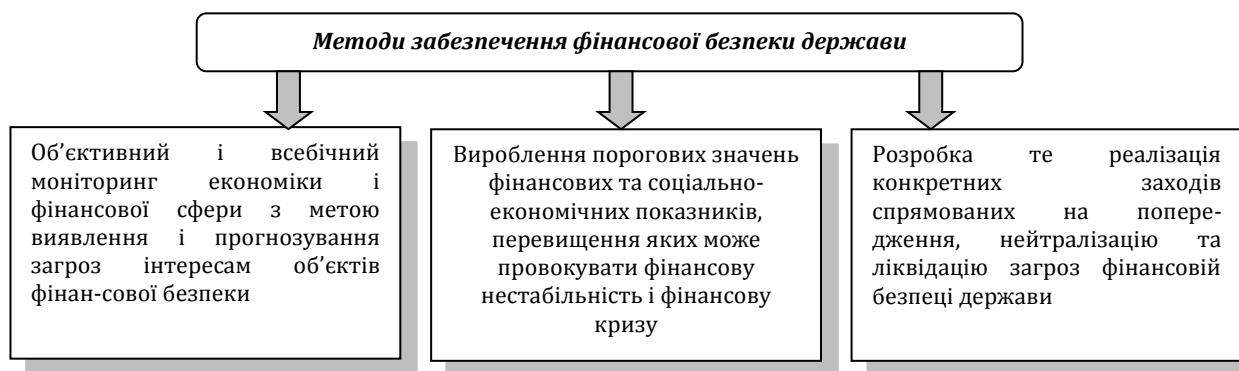 Методи забезпечення фінансової безпеки держави
Об’єктивний і всебічний
моніторинг економіки і
фінансової сфери з метою
виявлення і прогнозування
загроз інтересам об’єктів
фінан-сової безпеки
Вироблення порогових значень
фінансових та соціально-
економічних показників,
перевищення яких може
провокувати фінансову
нестабільність і фінансову
кризу
Розробка те реалізація
конкретних заходів
спрямованих на попере-
дження, нейтралізацію та
ліквідацію загроз фінансовій
безпеці держави